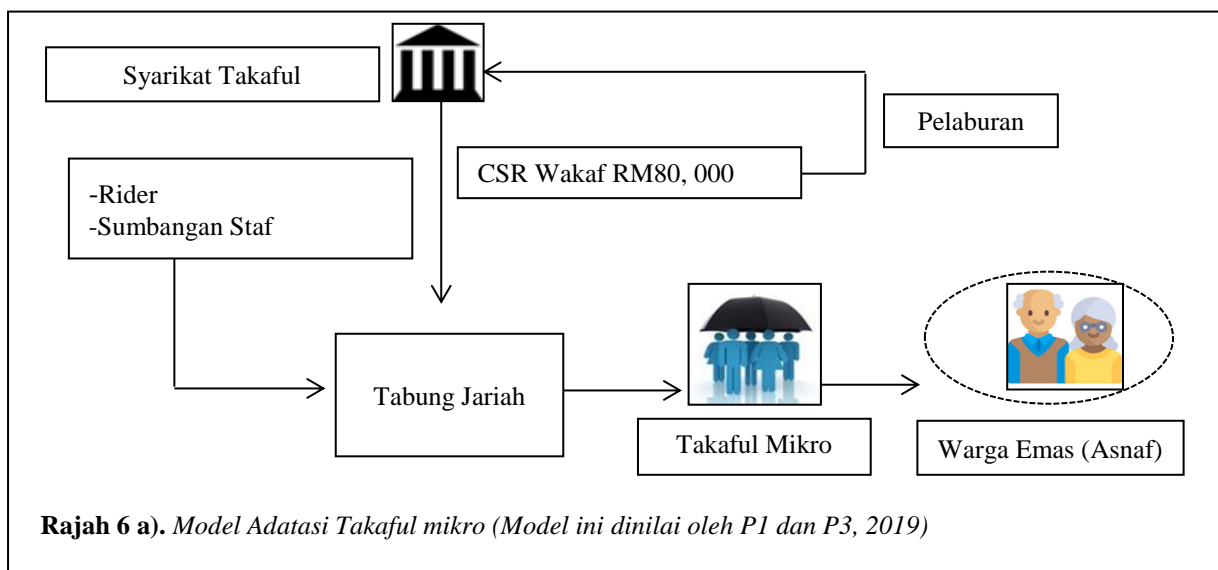 Syarikat Takaful
Pelaburan
CSR Wakaf RM80, 000
-Rider
-Sumbangan Staf
Tabung Jariah
Takaful Mikro
Warga Emas (Asnaf)
Rajah 6 a). Model Adatasi Takaful mikro (Model ini dinilai oleh P1 dan P3, 2019)